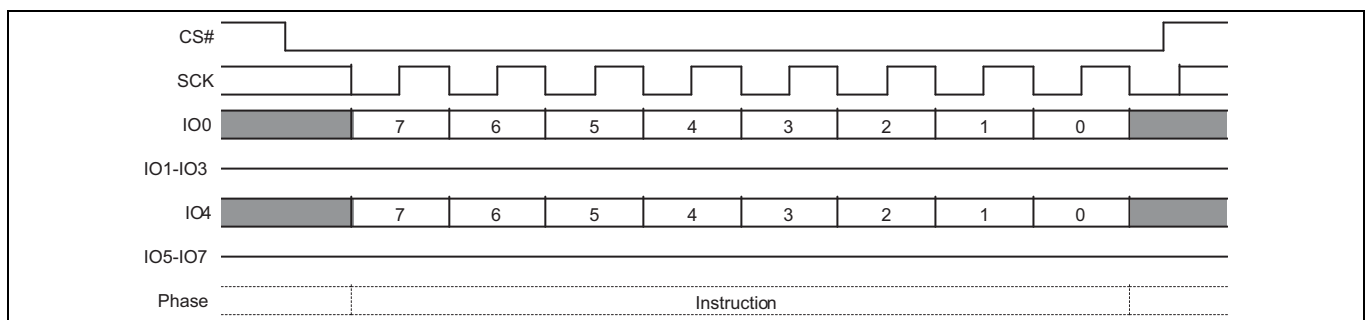 CS#
SCK
IO0 7 6 5 4 3 2 1 0
IO1-IO3
IO4 7 6 5 4 3 2 1 0
IO5-IO7
Phase Instruction